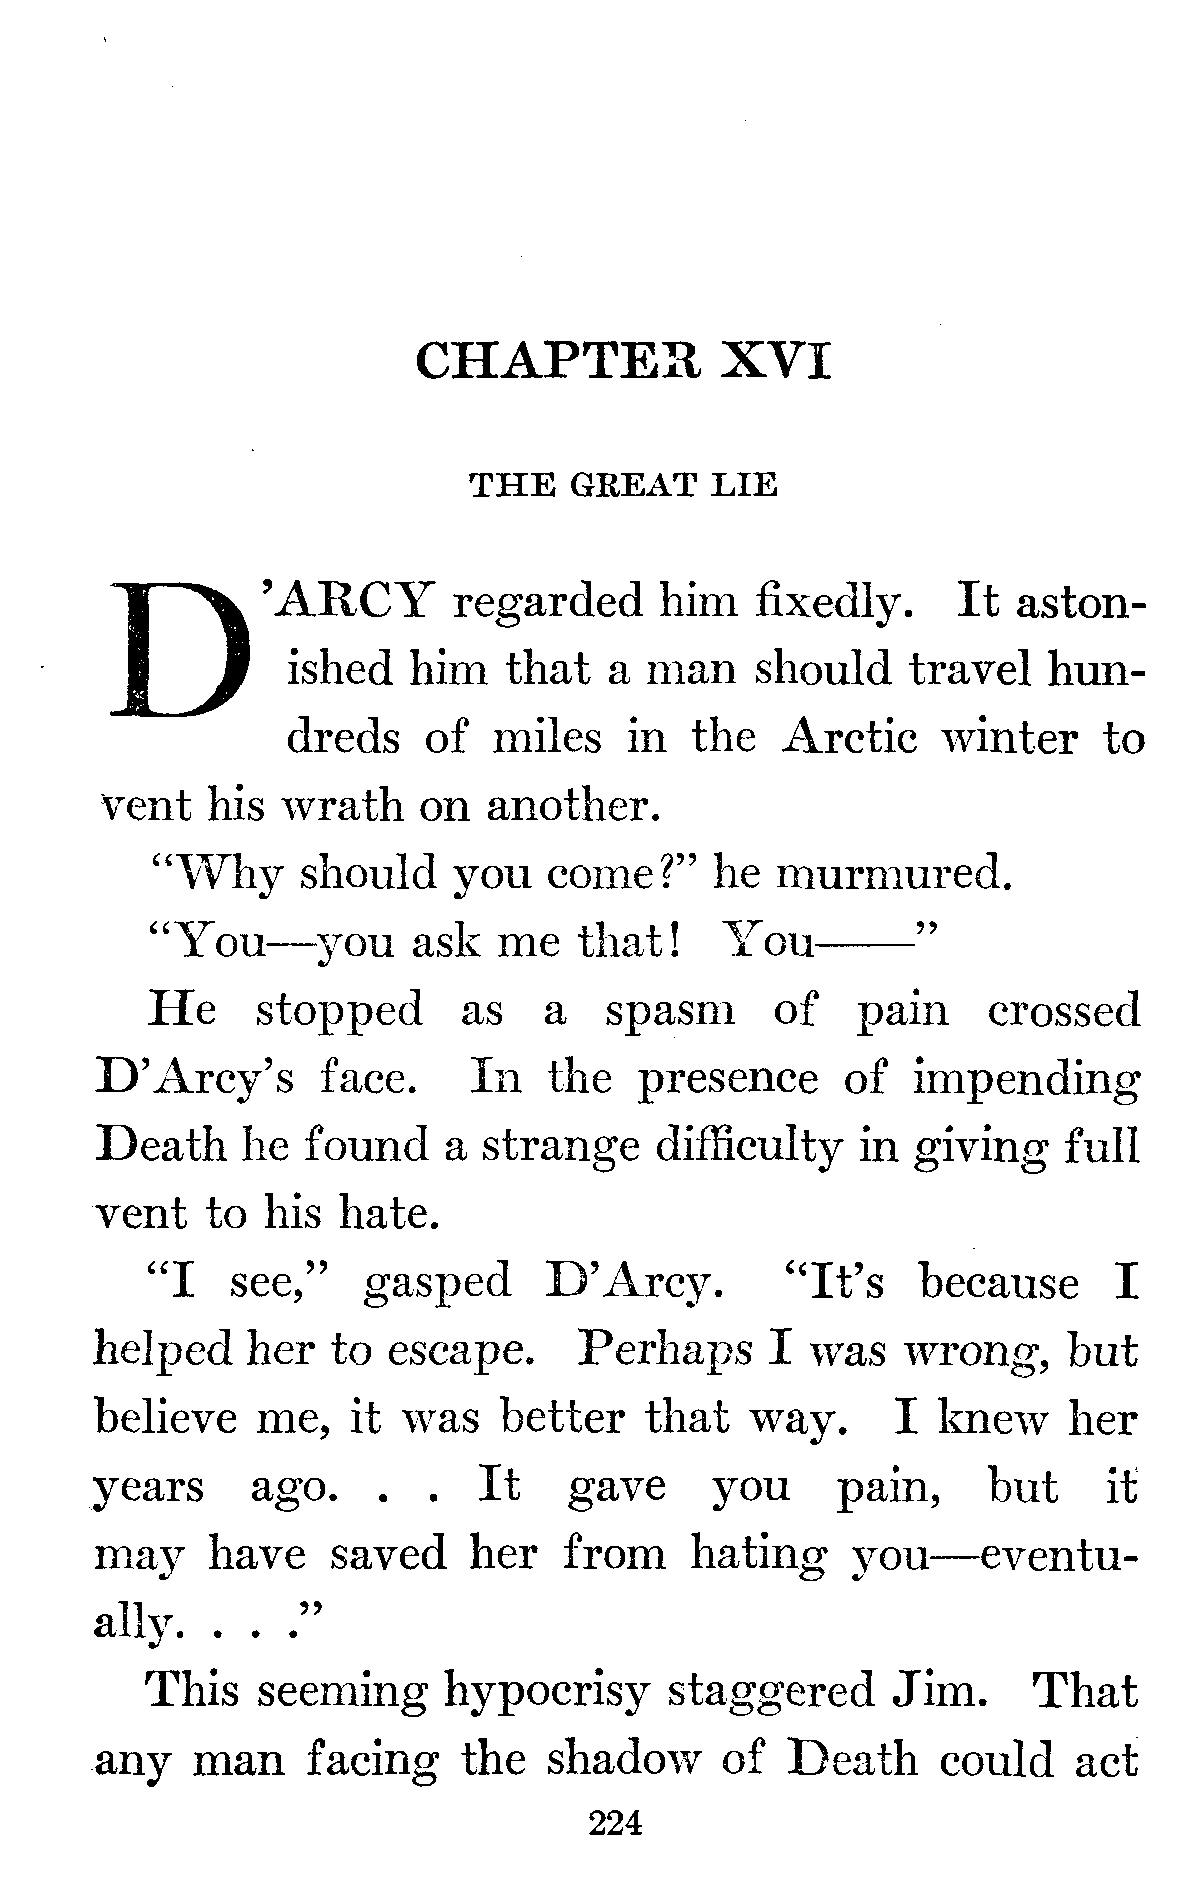 CHAPTER XVI
THE GREAT LIE
D'ARCY regarded him fixedly. It aston-
ished him that a man should travel hun-
dreds of miles in the Arctic winter to
vent his wrath on another.
"Why should you come?" he murmured.
"You—you ask me that! You——"
He stopped as a spasm of pain crossed
D'Arcy's face. In the presence of impending
Death he found a strange difficulty in giving full
vent to his hate.
"I see," gasped D'Arcy. "It's because I
helped her to escape. Perhaps I was wrong, but
believe me, it was better that way. I knew her
years ago. . . It gave you pain, but it
may have saved her from hating you—eventu-
ally. . . ."
This seeming hypocrisy staggered Jim. That
any man facing the shadow of Death could act
224